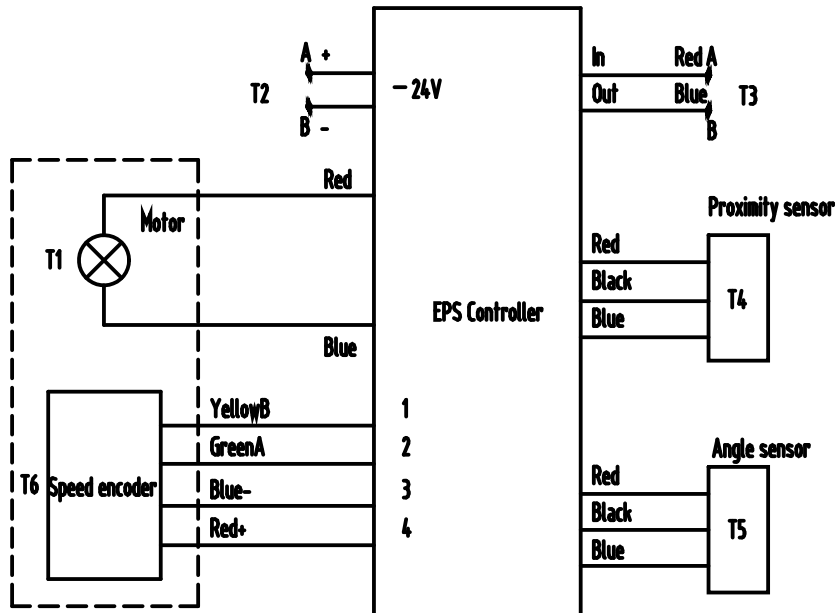 A +
T2
− 24V
B -
In
Red A
Out
Blue
T3
B
Red
Motor
T1
Blue
EPS Controller
Proximity sensor
Red
Black
Blue
T4
YellowB
1
GreenA
2
T6
Speed encoder
Blue-
3
Red+
4
Angle sensor
Red
Black
Blue
T5